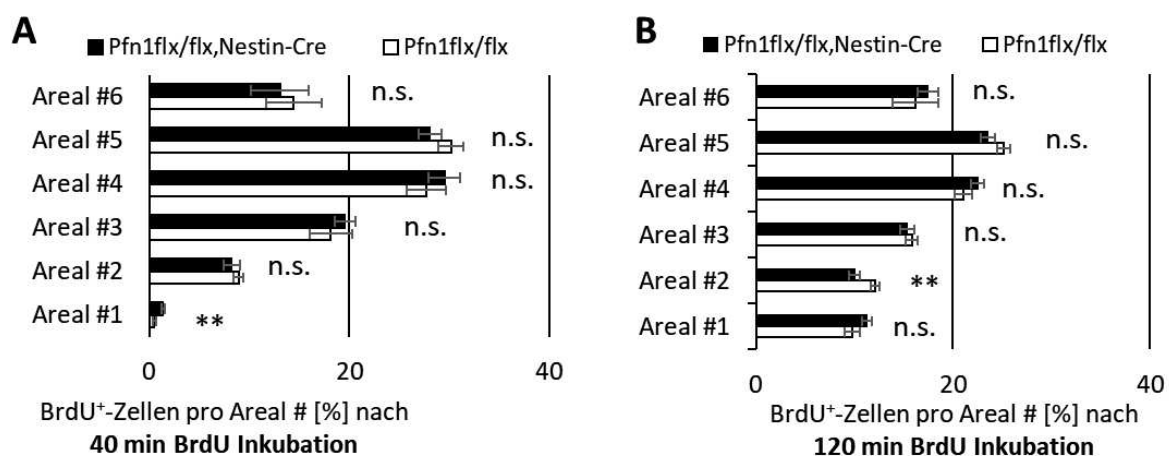 A
Pfn1flx/flx,Nestin-Cre Pfn1flx/flx
Areal #6 n.s.
Areal #5 n.s.
Areal #4 n.s.
Areal #3 n.s.
Areal #2 n.s.
Areal #1 **
0 20 40
BrdU⁺-Zellen pro Areal # [%] nach
40 min BrdU Inkubation
B
Pfn1flx/flx,Nestin-Cre Pfn1flx/flx
Areal #6 n.s.
Areal #5 n.s.
Areal #4 n.s.
Areal #3 n.s.
Areal #2 **
Areal #1 n.s.
0 20 40
BrdU⁺-Zellen pro Areal # [%] nach
120 min BrdU Inkubation